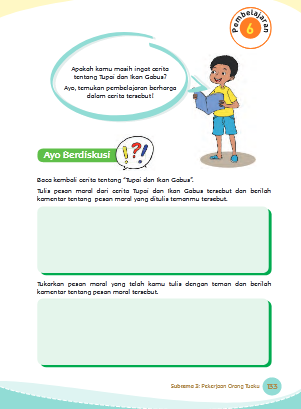 Pembelajaran
6
Apakah kamu masih ingat cerita
tentang Tupai dan Ikan Gabus?
Ayo, temukan pembelajaran berharga
dalam cerita tersebut!
Ayo Berdiskusi
Baca kembali cerita tentang "Tupai dan Ikan Gabus".
Tulis pesan moral dari cerita Tupai dan Ikan Gabus tersebut dan berilah
komentar tentang pesan moral yang ditulis temanmu tersebut.
Tukarkan pesan moral yang telah kamu tulis dengan teman dan berilah
komentar tentang pesan moral tersebut.
Subtema 3: Pekerjaan Orang Tuaku 133